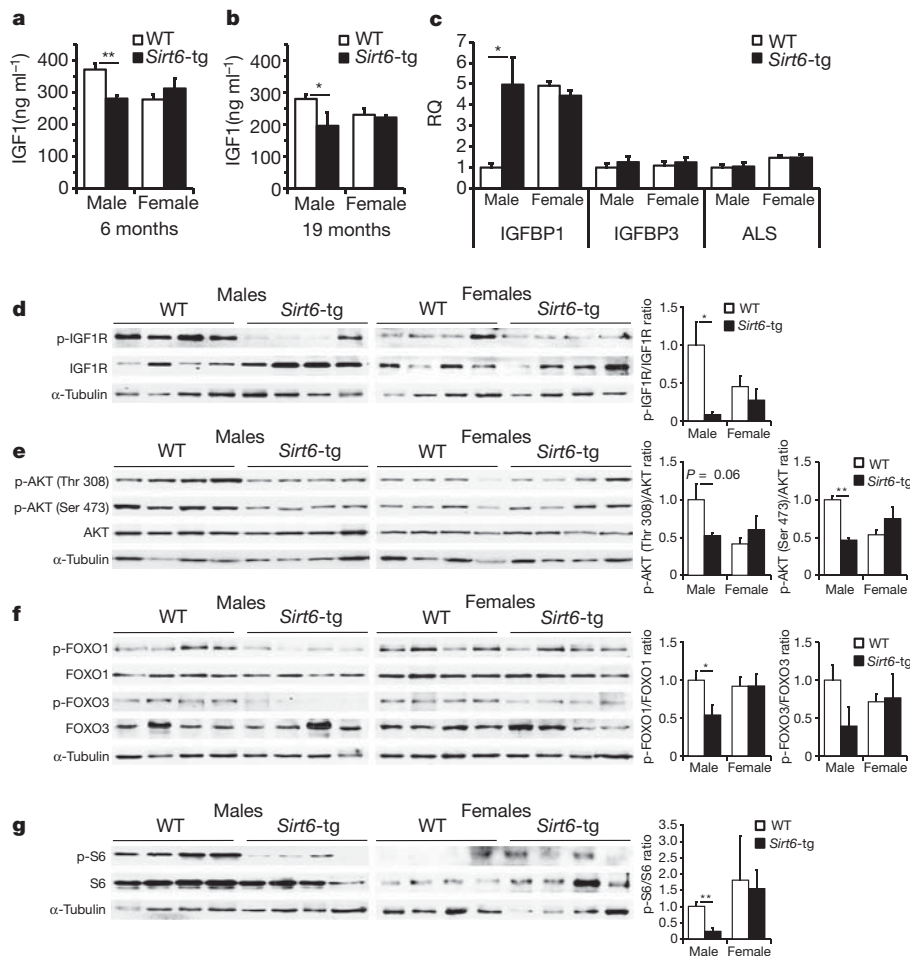 a
WT
Sirt6-tg
IGF1(ng ml⁻¹)
400
300
200
100
0
**
Male Female
6 months
b
WT
Sirt6-tg
IGF1(ng ml⁻¹)
400
300
200
100
0
*
Male Female
19 months
c
WT
Sirt6-tg
RQ
8
7
6
5
4
3
2
1
0
*
Male Female Male Female Male Female
IGFBP1 IGFBP3 ALS
d
Males Females
WT Sirt6-tg WT Sirt6-tg
p-IGF1R
IGF1R
α-Tubulin
p-IGF1R/IGF1R ratio
1.5
1.0
0.5
0
WT
Sirt6-tg
*
Male Female
e
Males Females
WT Sirt6-tg WT Sirt6-tg
p-AKT (Thr 308)
p-AKT (Ser 473)
AKT
α-Tubulin
p-AKT (Thr 308)/AKT ratio
1.5
1.0
0.5
0
P = 0.06
Male Female
p-AKT (Ser 473)/AKT ratio
1.5
1.0
0.5
0
WT
Sirt6-tg
**
Male Female
f
Males Females
WT Sirt6-tg WT Sirt6-tg
p-FOXO1
FOXO1
p-FOXO3
FOXO3
α-Tubulin
p-FOXO1/FOXO1 ratio
1.5
1.0
0.5
0
*
Male Female
p-FOXO3/FOXO3 ratio
1.5
1.0
0.5
0
WT
Sirt6-tg
Male Female
g
Males Females
WT Sirt6-tg WT Sirt6-tg
p-S6
S6
α-Tubulin
p-S6/S6 ratio
3.5
3.0
2.5
2.0
1.5
1.0
0.5
0
WT
Sirt6-tg
**
Male Female